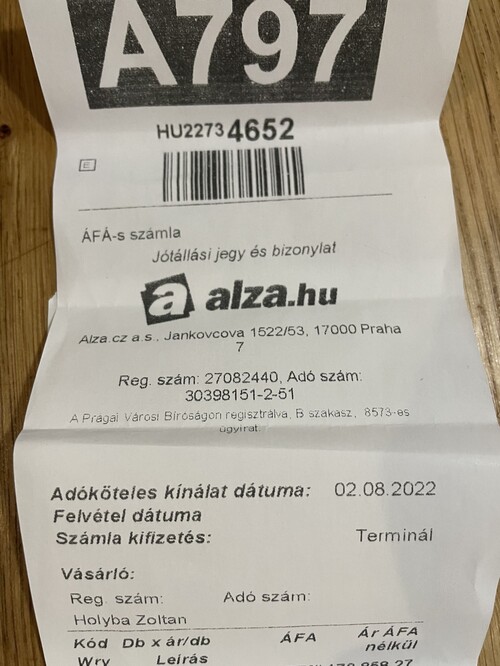 A797
HU22734652
E
ÁFÁ-s számla
Jótállási jegy és bizonylat
a alza.hu
Alza.cz a.s., Jankovcova 1522/53, 17000 Praha
7
Reg. szám: 27082440, Adó szám:
30398151-2-51
A Prágai Városi Bíróságon regisztrálva, B szakasz, 8573-as
ügyirat.
Adóköteles kínálat dátuma: 02.08.2022
Felvétel dátuma
Számla kifizetés: Terminál
Vásárló:
Reg. szám: Adó szám:
Holyba Zoltan
Kód Db x ár/db ÁFA Ár ÁFA
nélkül
Wry Leírás